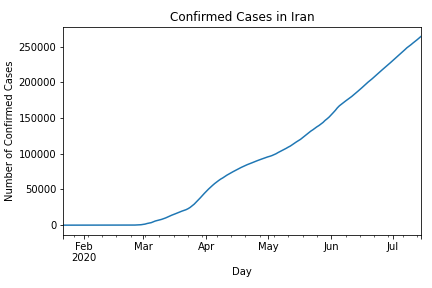 Confirmed Cases in Iran
250000
200000
150000
100000
50000
0
Number of Confirmed Cases
Feb
2020
Mar
Apr
May
Jun
Jul
Day